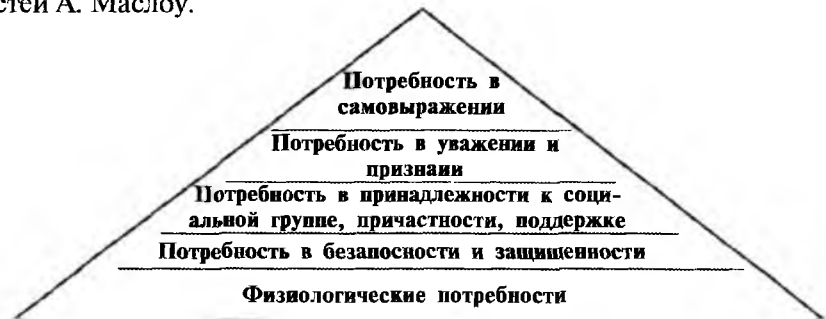 стей А. Маслоу.
Потребность в
самовыражении
Потребность в уважении и
признаии
Потребность в принадлежности к соци-
альной группе, причастности, поддержке
Потребность в безапосности и защищенности
Физиологические потребности